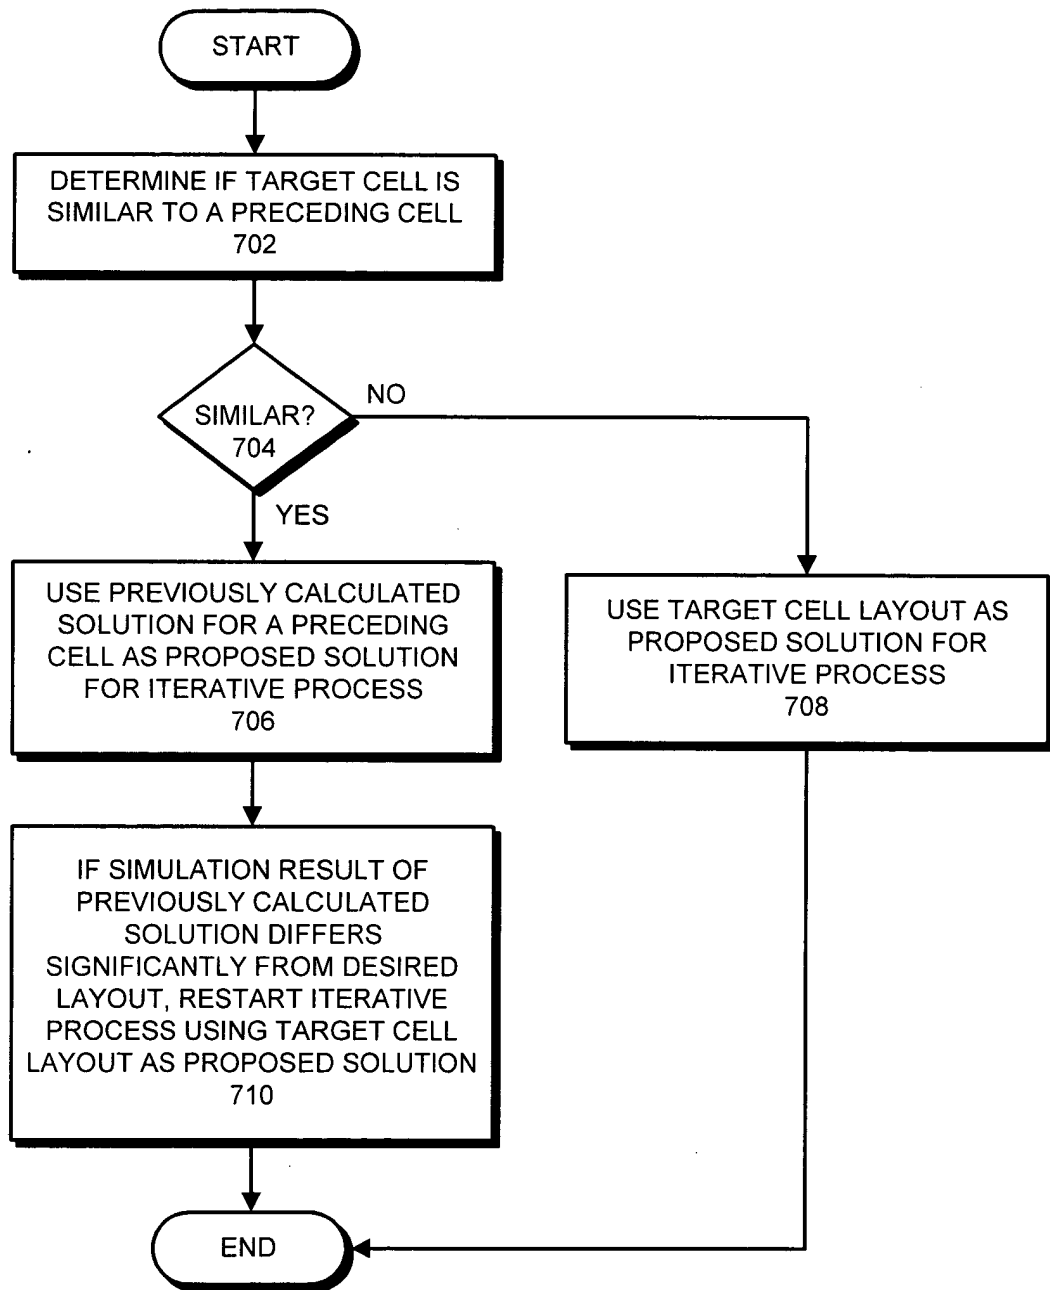 START
DETERMINE IF TARGET CELL IS
SIMILAR TO A PRECEDING CELL
702
NO
SIMILAR?
704
YES
USE PREVIOUSLY CALCULATED
SOLUTION FOR A PRECEDING
CELL AS PROPOSED SOLUTION
FOR ITERATIVE PROCESS
706
USE TARGET CELL LAYOUT AS
PROPOSED SOLUTION FOR
ITERATIVE PROCESS
708
IF SIMULATION RESULT OF
PREVIOUSLY CALCULATED
SOLUTION DIFFERS
SIGNIFICANTLY FROM DESIRED
LAYOUT, RESTART ITERATIVE
PROCESS USING TARGET CELL
LAYOUT AS PROPOSED SOLUTION
710
END